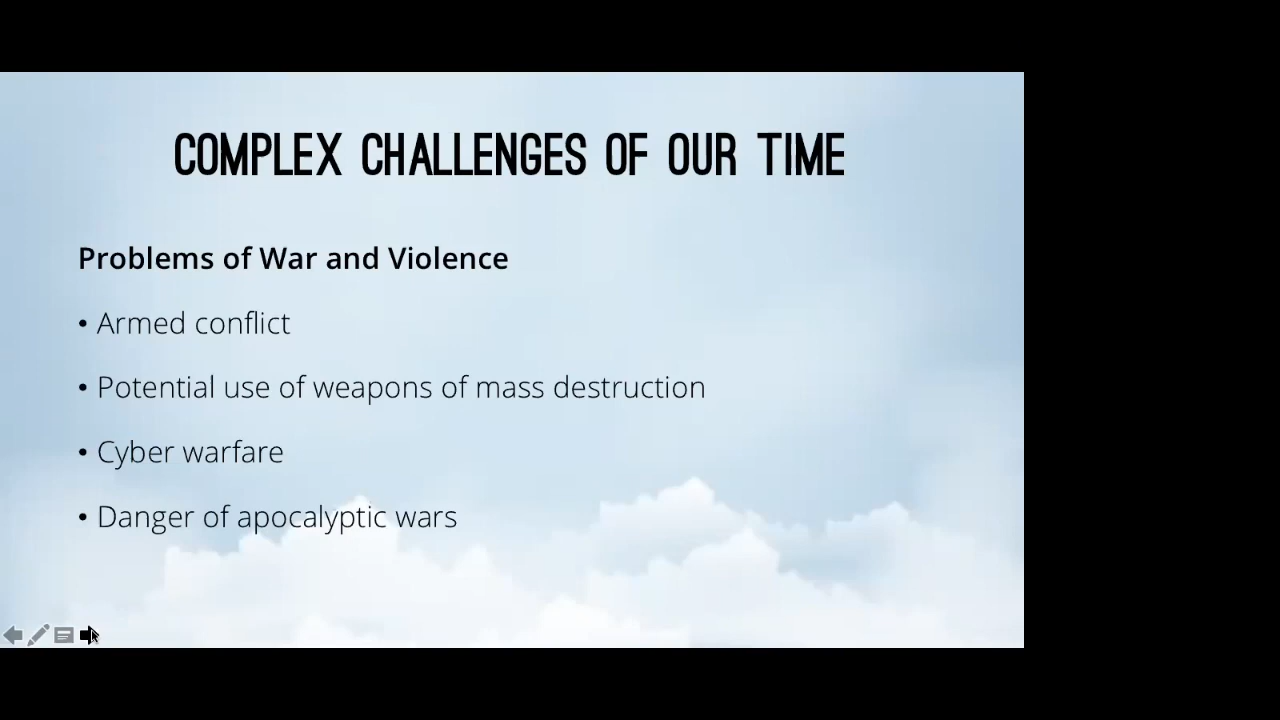 COMPLEX CHALLENGES OF OUR TIME
Problems of War and Violence
• Armed conflict
• Potential use of weapons of mass destruction
• Cyber warfare
• Danger of apocalyptic wars